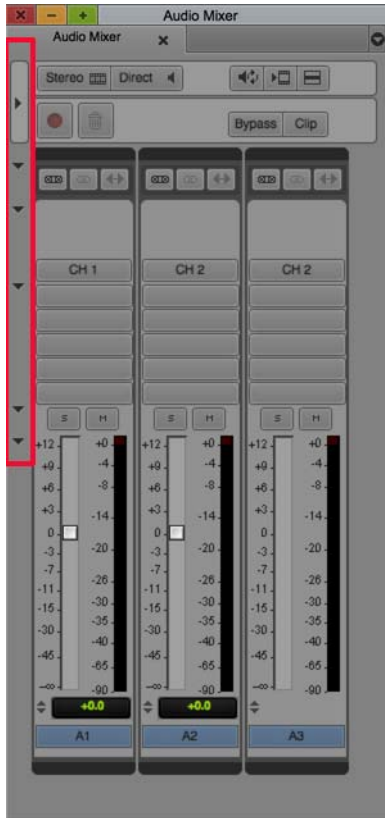 Audio Mixer
Audio Mixer
Stereo Direct
Bypass Clip
CH 1 CH 2 CH 2
S M S M S M
+12 +0 +12 +0 +12 +0
+9 -4 +9 -4 +9 -4
+6 -8 +6 -8 +6 -8
+3 -14 +3 -14 +3 -14
0 0 0
-3 -20 -3 -20 -3 -20
-7 -7 -7
-11 -26 -11 -26 -11 -26
-15 -30 -15 -30 -15 -30
-30 -35 -30 -35 -30 -35
-45 -40 -45 -40 -45 -40
-65 -65 -65
-∞ -90 -∞ -90 -∞ -90
+0.0 +0.0
A1 A2 A3